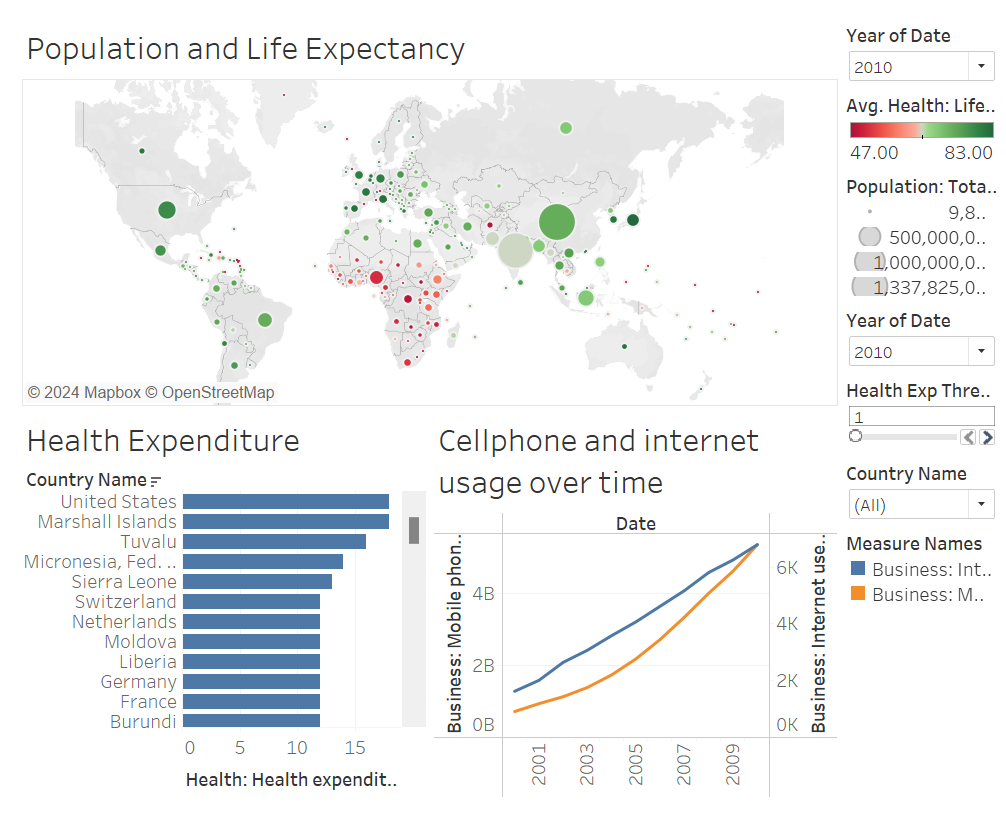 Population and Life Expectancy
© 2024 Mapbox © OpenStreetMap
Year of Date
2010
Avg. Health: Life..
47.00 83.00
Population: Tota..
9,8..
500,000,0..
1,000,000,0..
1,337,825,0..
Year of Date
2010
Health Exp Thre..
1
Country Name
(All)
Measure Names
Business: Int..
Business: M..
Health Expenditure
Country Name
United States
Marshall Islands
Tuvalu
Micronesia, Fed. ..
Sierra Leone
Switzerland
Netherlands
Moldova
Liberia
Germany
France
Burundi
0 5 10 15
Health: Health expendit..
Cellphone and internet
usage over time
Date
Business: Mobile phon..
4B
2B
0B
6K
4K
2K
0K
Business: Internet use..
2001 2003 2005 2007 2009